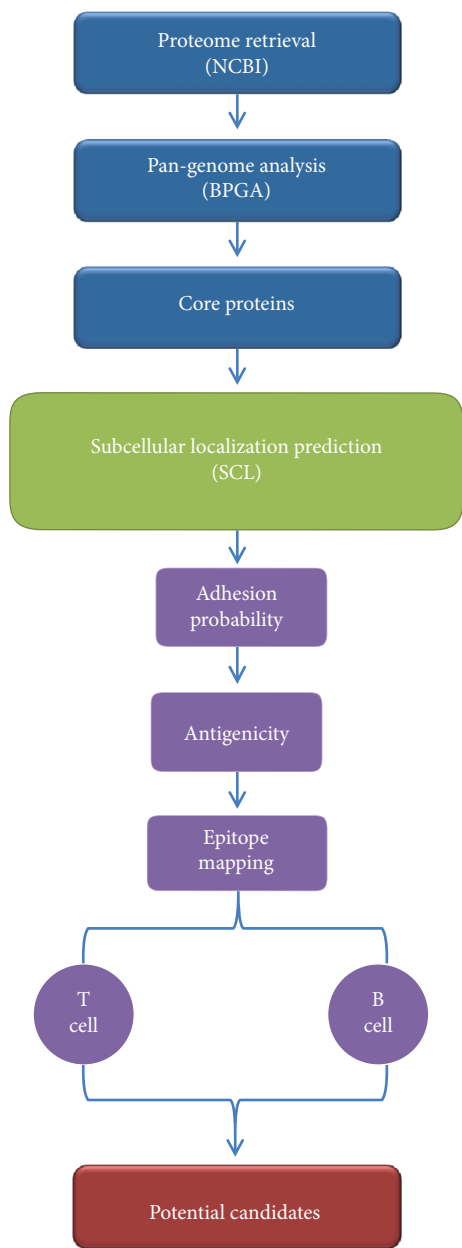 Proteome retrieval
(NCBI)
Pan-genome analysis
(BPGA)
Core proteins
Subcellular localization prediction
(SCL)
Adhesion
probability
Antigenicity
Epitope
mapping
T
cell
B
cell
Potential candidates